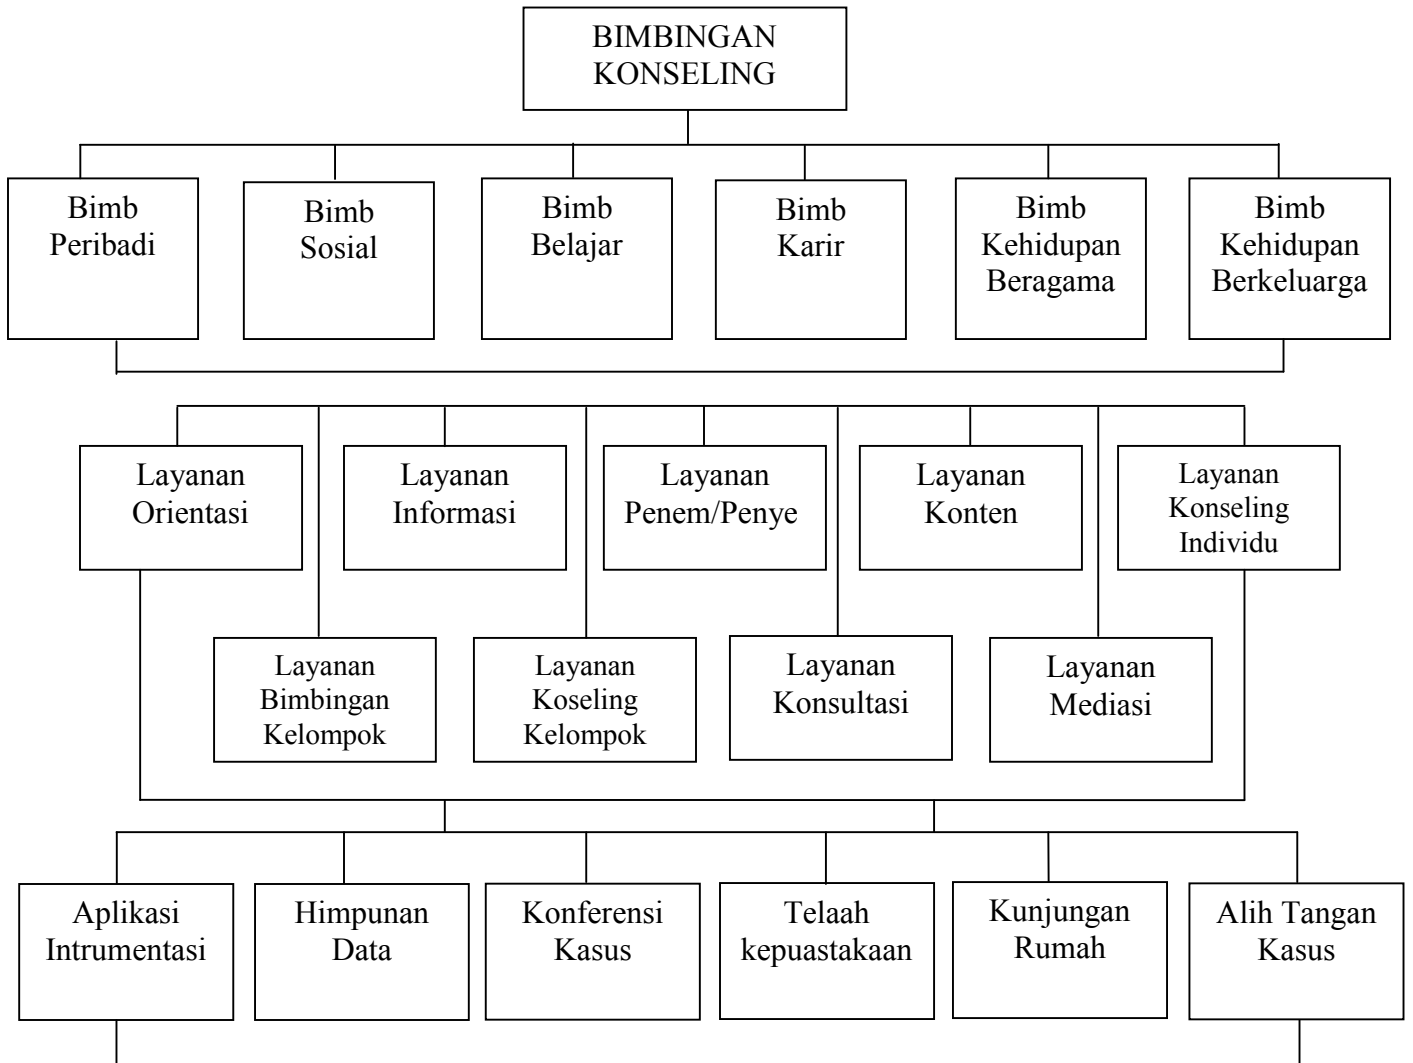 BIMBINGAN
KONSELING
Bimb
Peribadi
Bimb
Sosial
Bimb
Belajar
Bimb
Karir
Bimb
Kehidupan
Beragama
Bimb
Kehidupan
Berkeluarga
Layanan
Orientasi
Layanan
Informasi
Layanan
Penem/Penye
Layanan
Konten
Layanan
Konseling
Individu
Layanan
Bimbingan
Kelompok
Layanan
Koseling
Kelompok
Layanan
Konsultasi
Layanan
Mediasi
Aplikasi
Intrumentasi
Himpunan
Data
Konferensi
Kasus
Telaah
kepuastakaan
Kunjungan
Rumah
Alih Tangan
Kasus